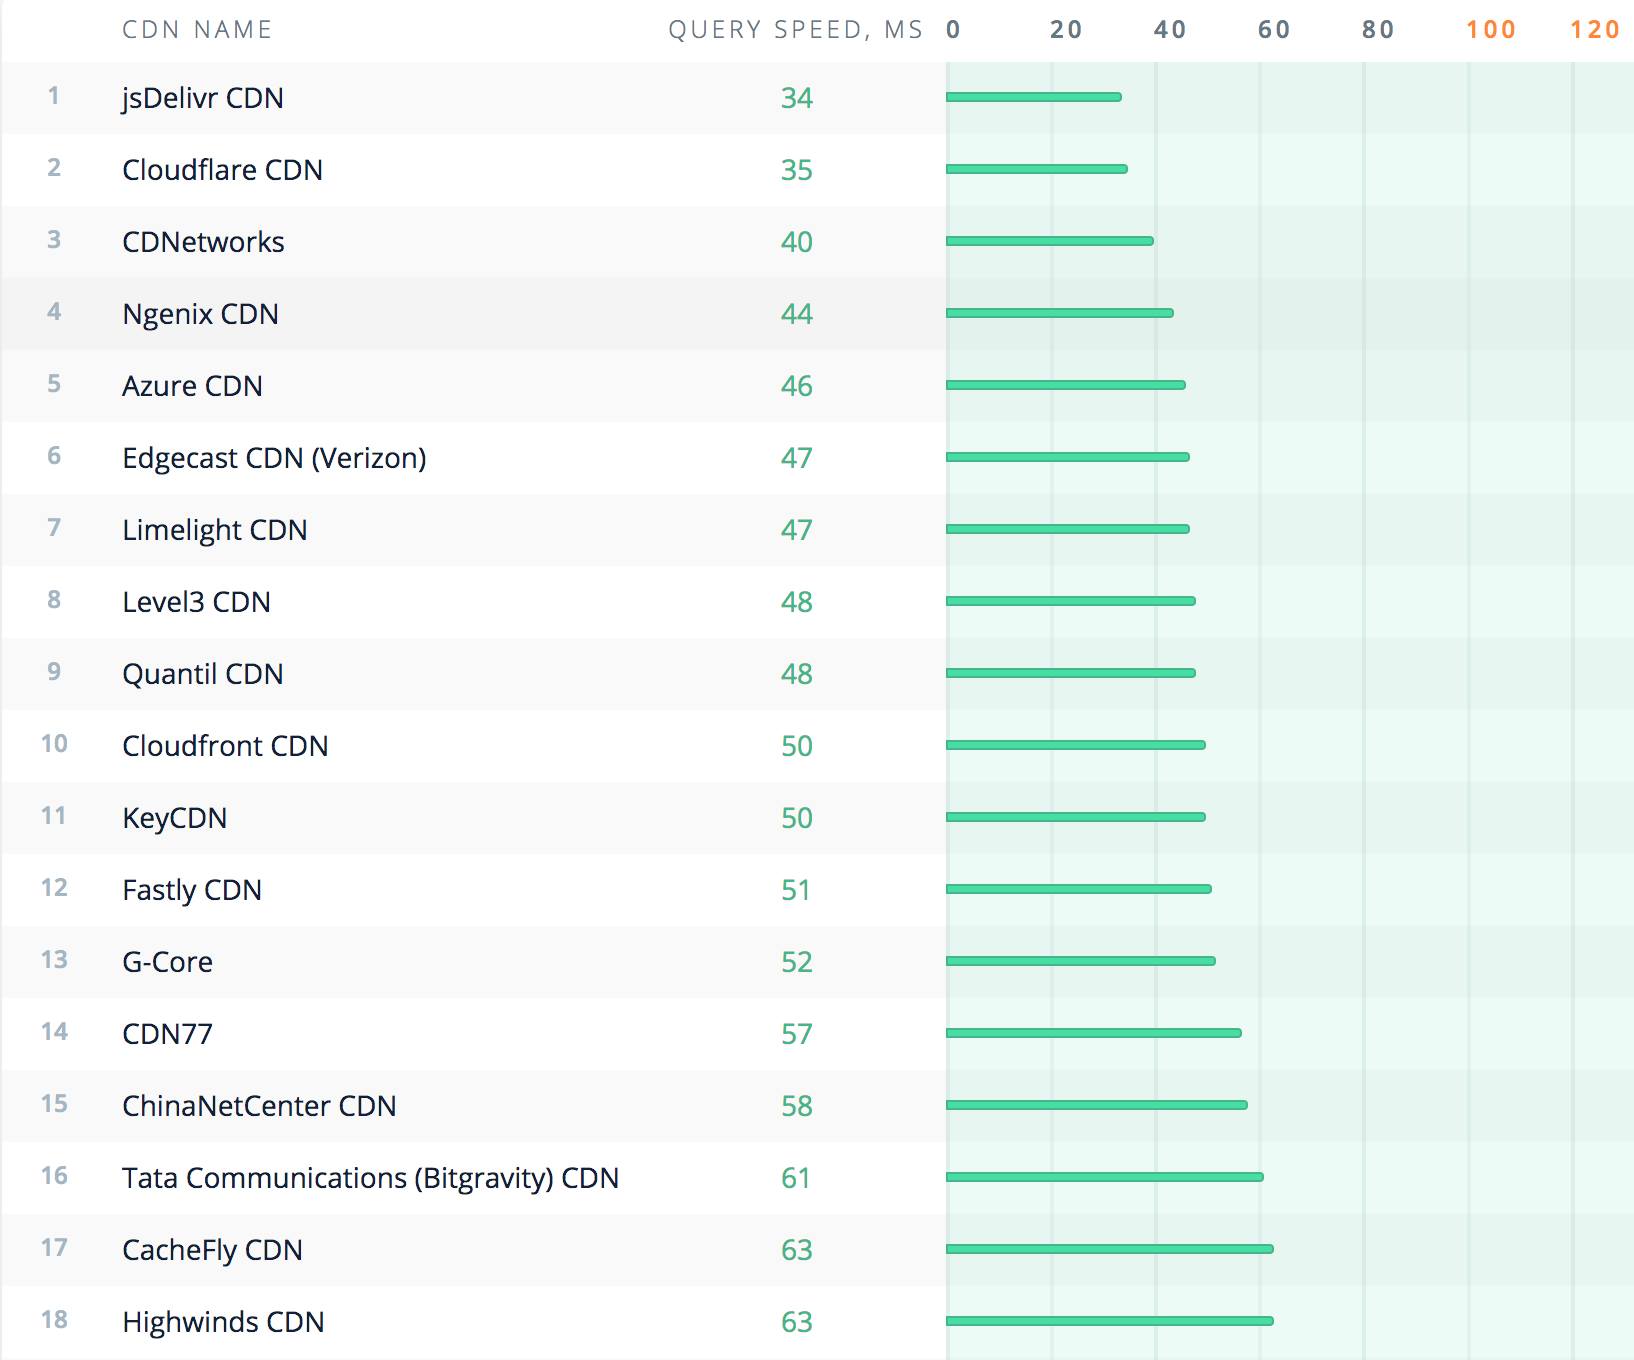 CDN NAME QUERY SPEED, MS 0 20 40 60 80 100 120
1 jsDelivr CDN 34
2 Cloudflare CDN 35
3 CDNetworks 40
4 Ngenix CDN 44
5 Azure CDN 46
6 Edgecast CDN (Verizon) 47
7 Limelight CDN 47
8 Level3 CDN 48
9 Quantil CDN 48
10 Cloudfront CDN 50
11 KeyCDN 50
12 Fastly CDN 51
13 G-Core 52
14 CDN77 57
15 ChinaNetCenter CDN 58
16 Tata Communications (Bitgravity) CDN 61
17 CacheFly CDN 63
18 Highwinds CDN 63